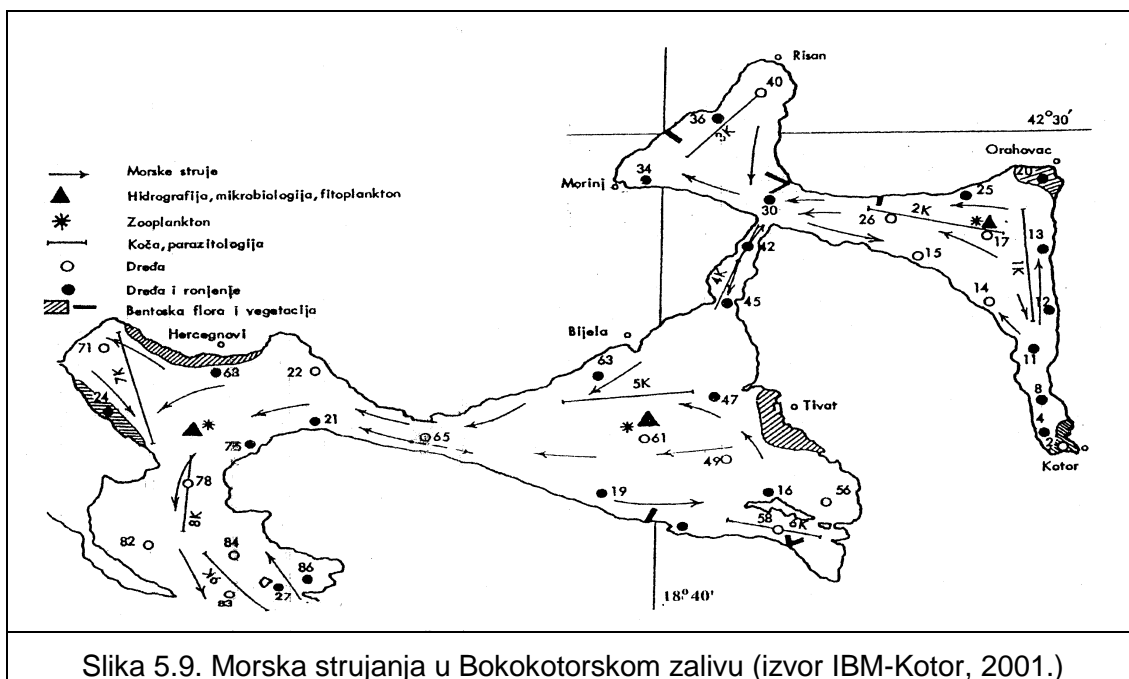 Risan
40
36
3K
42°30'
Orahovac
20
Morinj
34
25
30
26
2K
17
13
15
1K
42
14
12
4K
45
11
8
4
Kotor
Morske struje
Hidrografija, mikrobiologija, fitoplankton
Zooplankton
Koča, parazitologija
Dređa
Dređa i ronjenje
Bentoska flora i vegetacija
Hercegnovi
71
7K
68
22
24
21
75
65
78
8K
82
84
9K
83
27
86
Bijela
63
5K
47
Tivat
61
49
19
16
56
58
6K
18°40'
Slika 5.9. Morska strujanja u Bokokotorskom zalivu (izvor IBM-Kotor, 2001.)